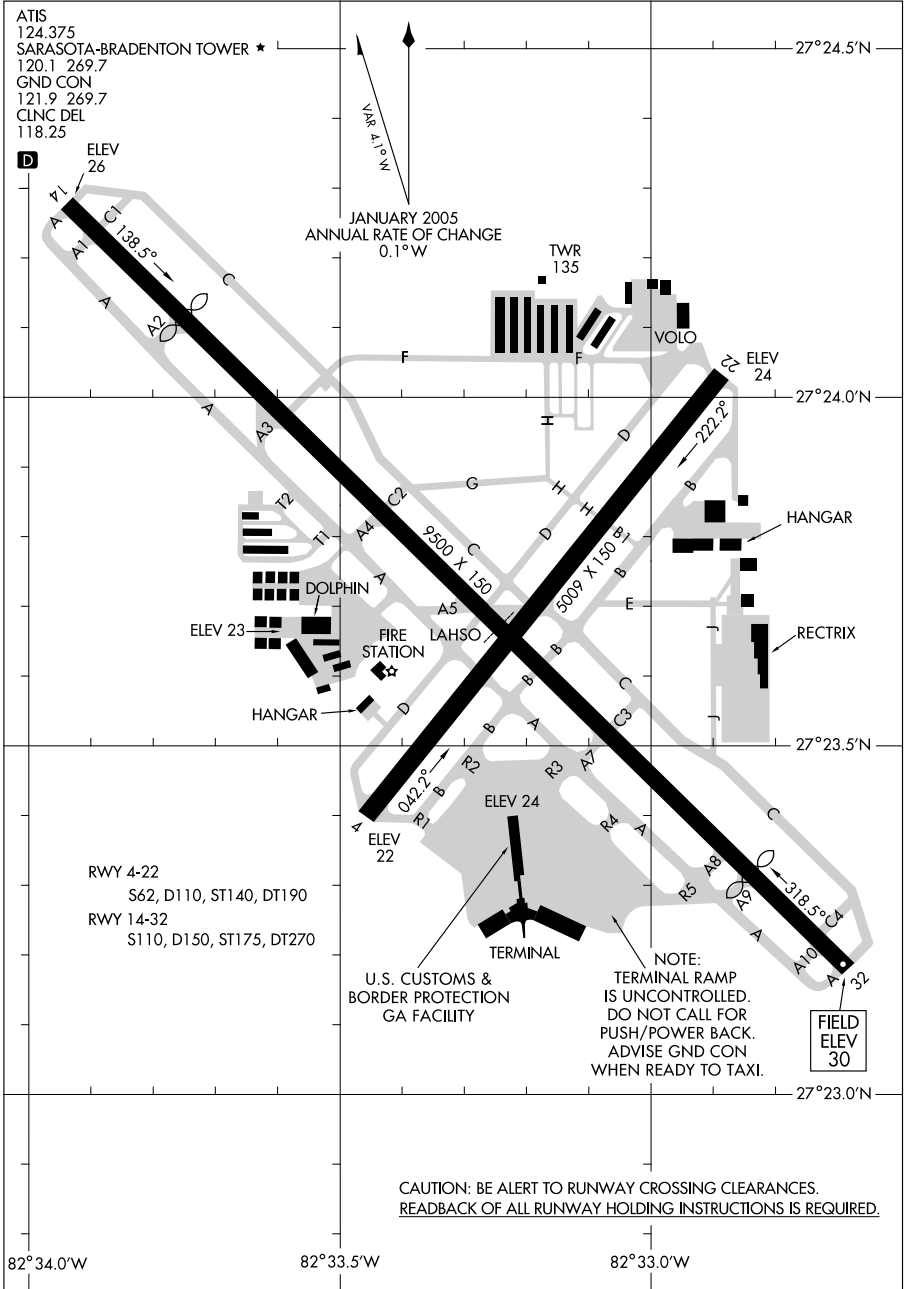 ATIS
124.375
SARASOTA-BRADENTON TOWER ★
120.1 269.7
GND CON
121.9 269.7
CLNC DEL
118.25
D
27°24.5'N
VAR 4.1° W
JANUARY 2005
ANNUAL RATE OF CHANGE
0.1° W
ELEV
26
14
A
A1
C1
138.5°
C
A
A2
TWR
135
VOLO
F
F
22
ELEV
24
27°24.0'N
222.2°
A
A3
H
D
G
H
B
T2
C2
H
HANGAR
T1
A4
9500 X 150
C
D
B1
5009 X 150
B
A
DOLPHIN
A5
E
ELEV 23
FIRE
STATION
LAHSO
J
RECTRIX
B
B
C
HANGAR
D
B
A
C3
J
27°23.5'N
042.2°
R2
R3
A7
B
ELEV 24
4
R1
R4
A
C
ELEV
22
A8
RWY 4-22
S62, D110, ST140, DT190
R5
A9
318.5°
C4
RWY 14-32
S110, D150, ST175, DT270
A
TERMINAL
A10
A
32
U.S. CUSTOMS &
BORDER PROTECTION
GA FACILITY
NOTE:
TERMINAL RAMP
IS UNCONTROLLED.
DO NOT CALL FOR
PUSH/POWER BACK.
ADVISE GND CON
WHEN READY TO TAXI.
FIELD
ELEV
30
27°23.0'N
CAUTION: BE ALERT TO RUNWAY CROSSING CLEARANCES.
READBACK OF ALL RUNWAY HOLDING INSTRUCTIONS IS REQUIRED.
82°34.0'W
82°33.5'W
82°33.0'W